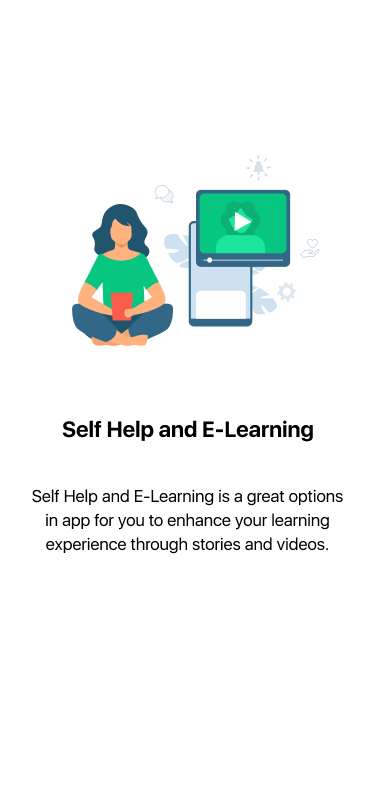 Self Help and E-Learning
Self Help and E-Learning is a great options
in app for you to enhance your learning
experience through stories and videos.